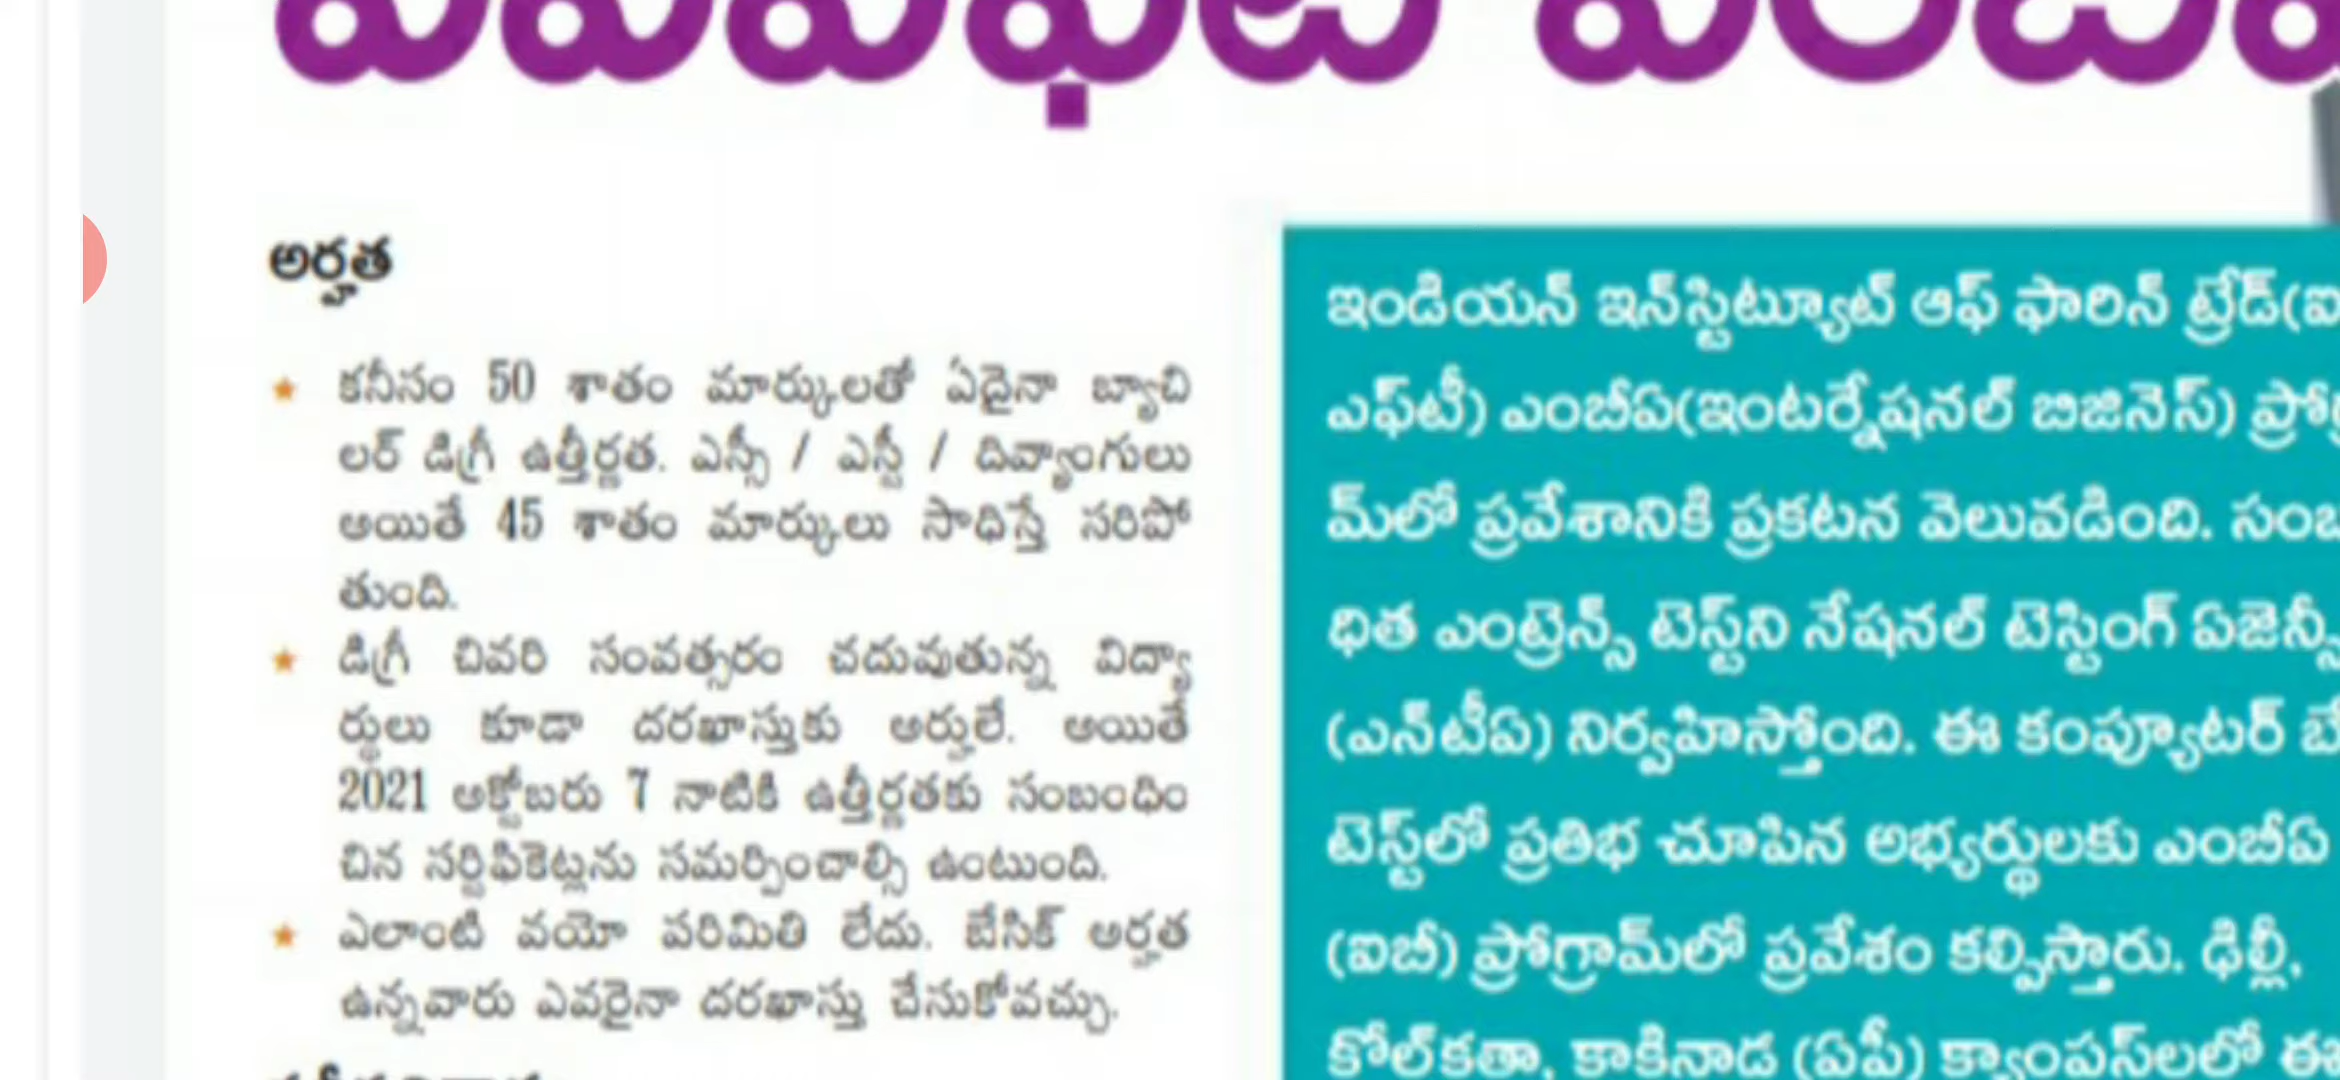 అర్హత
★ కనీసం 50 శాతం మార్కులతో ఏదైనా బ్యాచి
లర్ డిగ్రీ ఉత్తీర్ణత. ఎస్సీ / ఎస్టీ / దివ్యాంగులు
అయితే 45 శాతం మార్కులు సాధిస్తే సరిపో
తుంది.
★ డిగ్రీ చివరి సంవత్సరం చదువుతున్న విద్యా
ర్థులు కూడా దరఖాస్తుకు అర్హులే. అయితే
2021 అక్టోబరు 7 నాటికి ఉత్తీర్ణతకు సంబంధిం
చిన సర్టిఫికెట్లను సమర్పించాల్సి ఉంటుంది.
★ ఎలాంటి వయో పరిమితి లేదు. బేసిక్ అర్హత
ఉన్నవారు ఎవరైనా దరఖాస్తు చేసుకోవచ్చు.
ఇండియన్ ఇన్‌స్టిట్యూట్ ఆఫ్ ఫారిన్ ట్రేడ్(ఐ
ఎఫ్‌టీ) ఎంబీఏ(ఇంటర్నేషనల్ బిజినెస్) ప్రోగ్ర
మ్‌లో ప్రవేశానికి ప్రకటన వెలువడింది. సంబ
ధిత ఎంట్రెన్స్ టెస్ట్‌ని నేషనల్ టెస్టింగ్ ఏజెన్సీ
(ఎన్‌టీఏ) నిర్వహిస్తోంది. ఈ కంప్యూటర్ బే
టెస్ట్‌లో ప్రతిభ చూపిన అభ్యర్థులకు ఎంబీఏ
(ఐబీ) ప్రోగ్రామ్‌లో ప్రవేశం కల్పిస్తారు. ఢిల్లీ,
కోల్‌కతా, కాకినాడ (ఏపీ) క్యాంపస్‌లలో ఈ